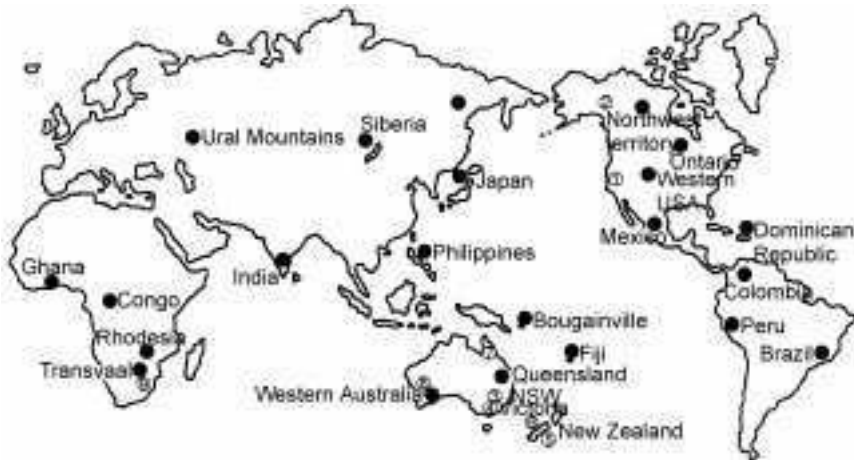 Ural Mountains
Siberia
Northwest
Territory
Ontario
Japan
Western
USA
Mexico
Dominican
Republic
Philippines
Ghana
India
Colombia
Congo
Bougainville
Peru
Rhodesia
Fiji
Brazil
Transvaal
Queensland
Western Australia
NSW
Victoria
New Zealand